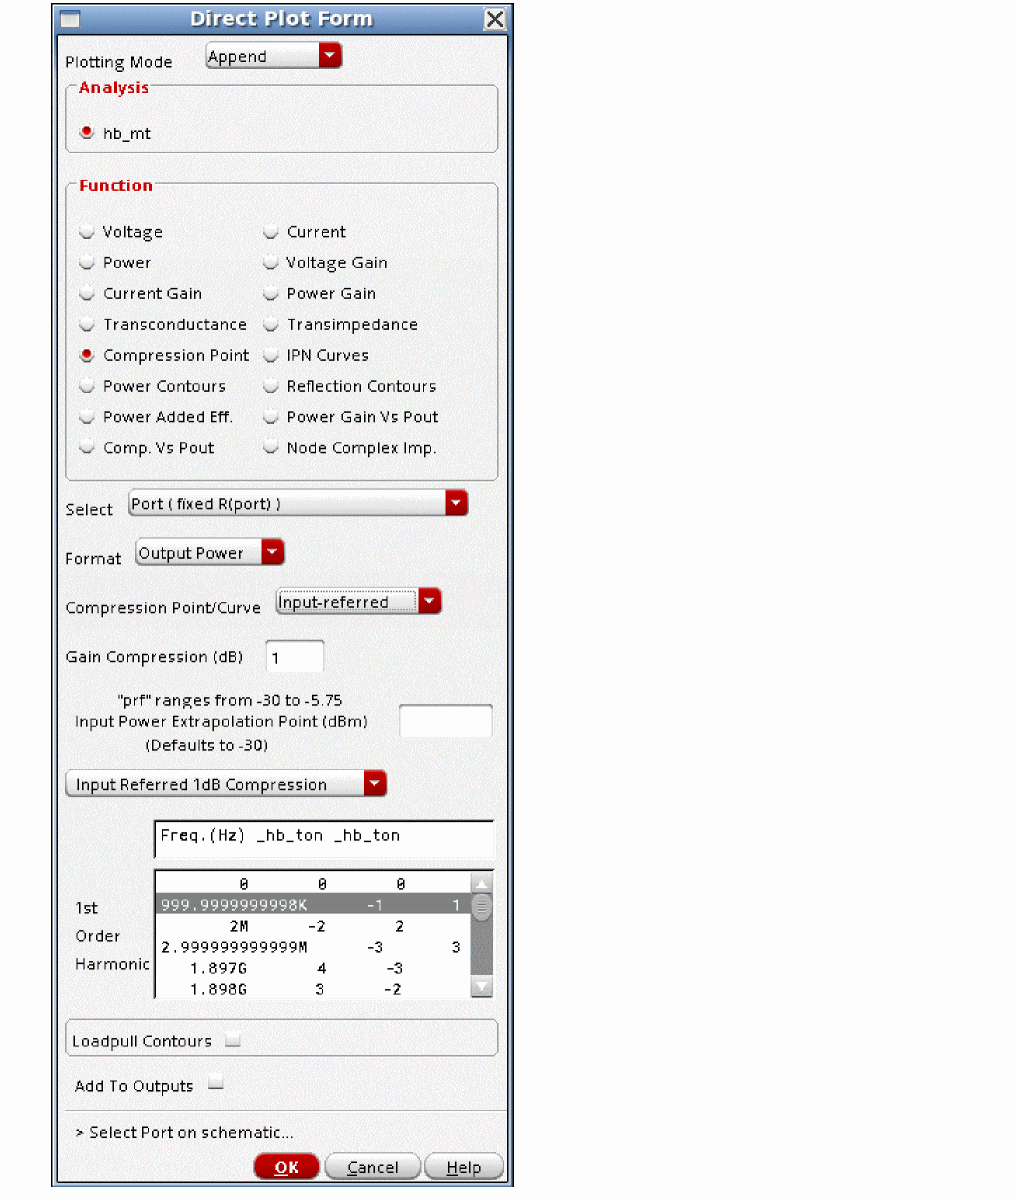 Direct Plot Form
Plotting Mode Append
Analysis
hb_mt
Function
Voltage Current
Power Voltage Gain
Current Gain Power Gain
Transconductance Transimpedance
Compression Point IPN Curves
Power Contours Reflection Contours
Power Added Eff. Power Gain Vs Pout
Comp. Vs Pout Node Complex Imp.
Select Port ( fixed R(port) )
Format Output Power
Compression Point/Curve Input-referred
Gain Compression (dB) 1
"prf" ranges from -30 to -5.75
Input Power Extrapolation Point (dBm)
(Defaults to -30)
Input Referred 1dB Compression
Freq.(Hz) _hb_ton _hb_ton
1st
Order
Harmonic
0 0 0
999.9999999998K -1 1
2M -2 2
2.999999999999M -3 3
1.897G 4 -3
1.898G 3 -2
Loadpull Contours
Add To Outputs
> Select Port on schematic...
OK Cancel Help